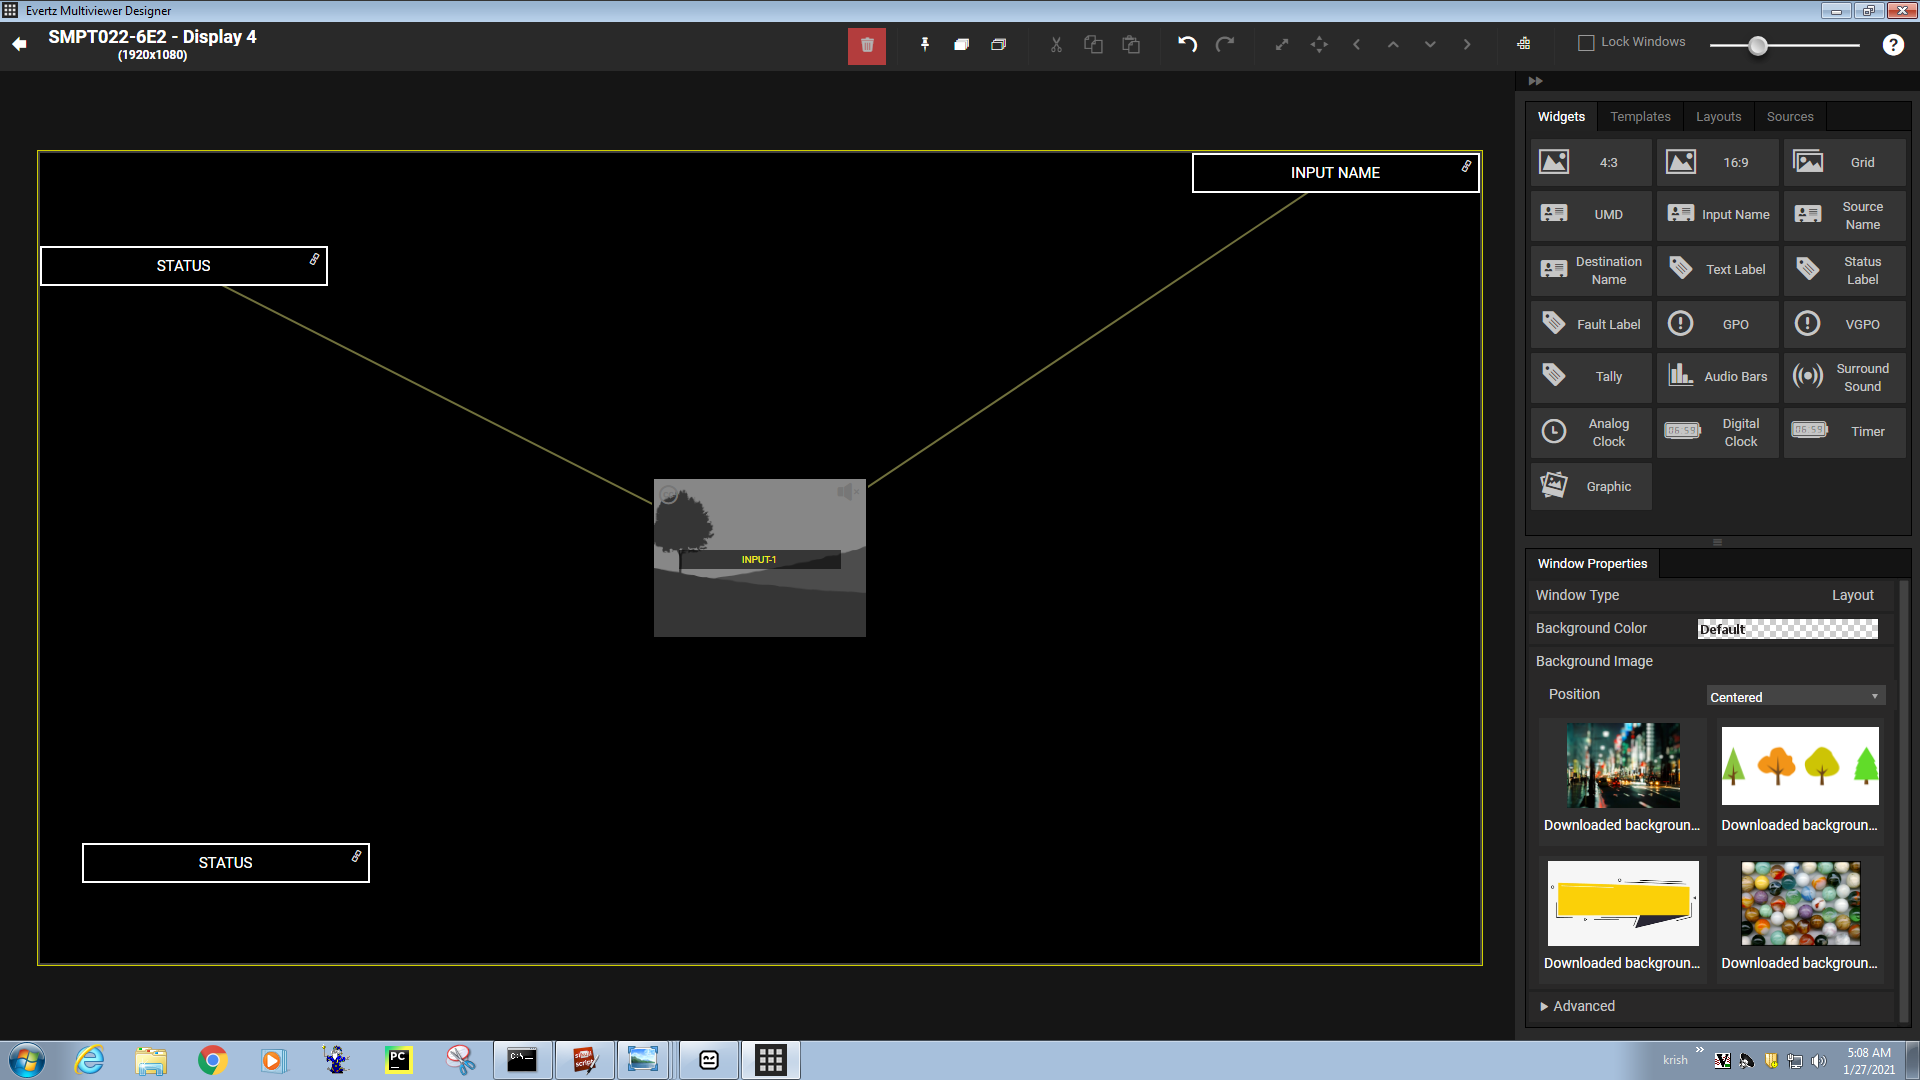 Evertz Multiviewer Designer
SMPT022-6E2 - Display 4
(1920x1080)
Lock Windows
?
Widgets
Templates
Layouts
Sources
4:3
16:9
Grid
UMD
Input Name
Source
Name
Destination
Name
Text Label
Status
Label
Fault Label
GPO
VGPO
Tally
Audio Bars
Surround
Sound
Analog
Clock
Digital
Clock
Timer
Graphic
INPUT NAME
STATUS
INPUT-1
STATUS
Window Properties
Window Type
Layout
Background Color
Default
Background Image
Position
Centered
Downloaded backgroun...
Downloaded backgroun...
Downloaded backgroun...
Downloaded backgroun...
Advanced
PC
C:\
krish
5:08 AM
1/27/2021